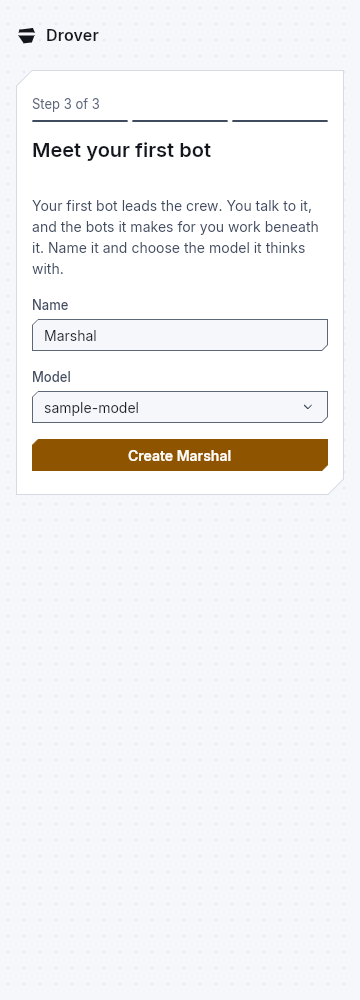 Drover
Step 3 of 3
Meet your first bot
Your first bot leads the crew. You talk to it,
and the bots it makes for you work beneath
it. Name it and choose the model it thinks
with.
Name
Marshal
Model
sample-model
Create Marshal